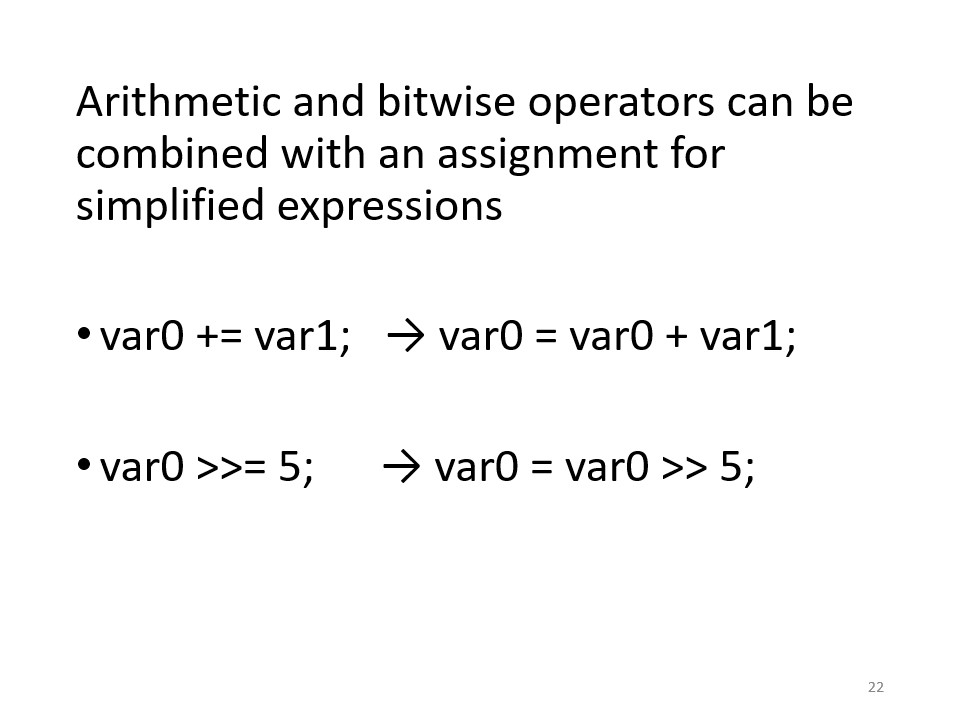 Arithmetic and bitwise operators can be
combined with an assignment for
simplified expressions
• var0 += var1; → var0 = var0 + var1;
• var0 >>= 5; → var0 = var0 >> 5;
22